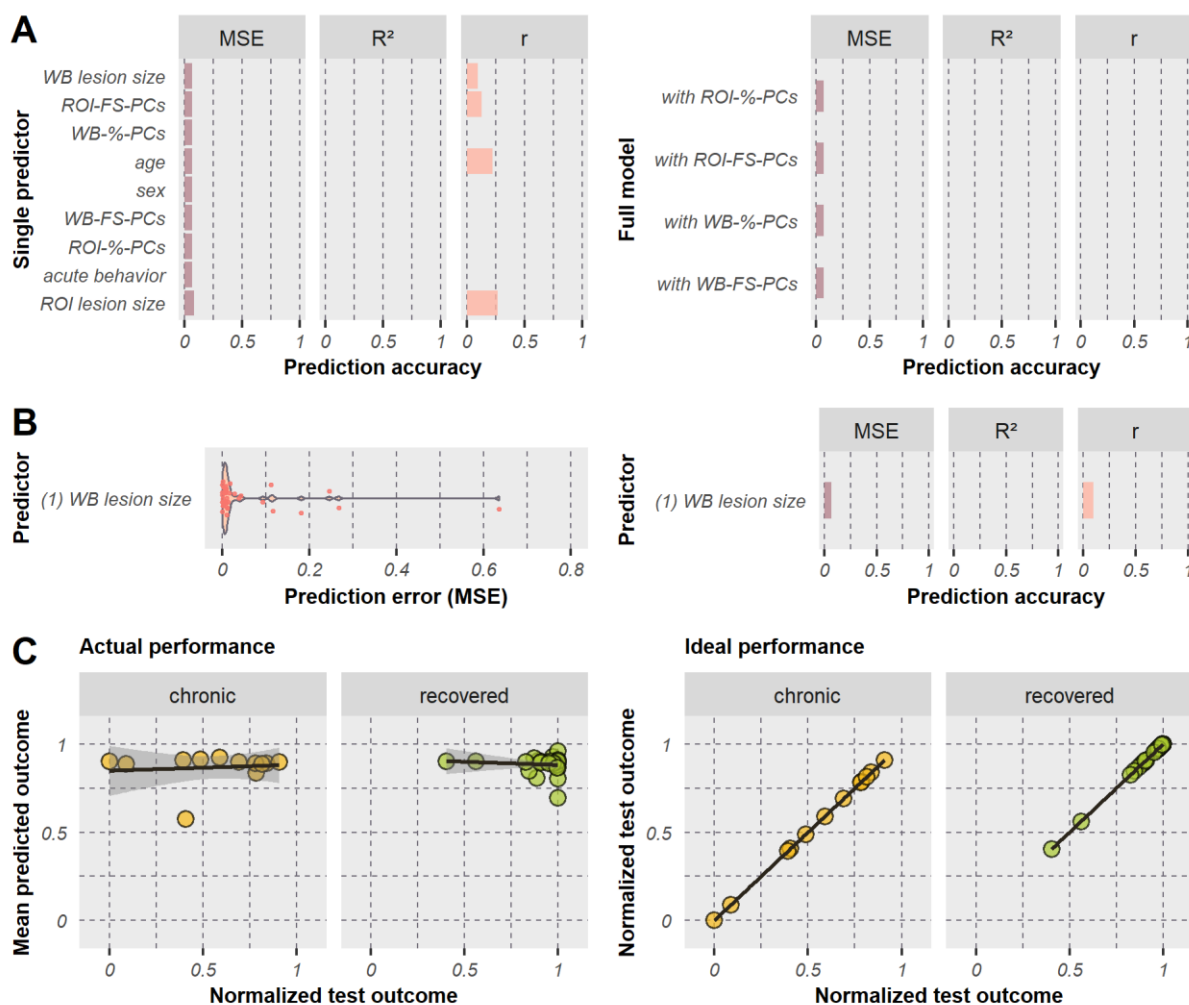 A
MSE R² r
Single predictor
WB lesion size
ROI-FS-PCs
WB-%-PCs
age
sex
WB-FS-PCs
ROI-%-PCs
acute behavior
ROI lesion size
0 0.5 1 0 0.5 1 0 0.5 1
Prediction accuracy
MSE R² r
Full model
with ROI-%-PCs
with ROI-FS-PCs
with WB-%-PCs
with WB-FS-PCs
0 0.5 1 0 0.5 1 0 0.5 1
Prediction accuracy
B
Predictor
(1) WB lesion size
0 0.2 0.4 0.6 0.8
Prediction error (MSE)
MSE R² r
Predictor
(1) WB lesion size
0 0.5 1 0 0.5 1 0 0.5 1
Prediction accuracy
C
Actual performance
chronic recovered
Mean predicted outcome
1
0.5
0
0 0.5 1 0 0.5 1
Normalized test outcome
Ideal performance
chronic recovered
Normalized test outcome
1
0.5
0
0 0.5 1 0 0.5 1
Normalized test outcome